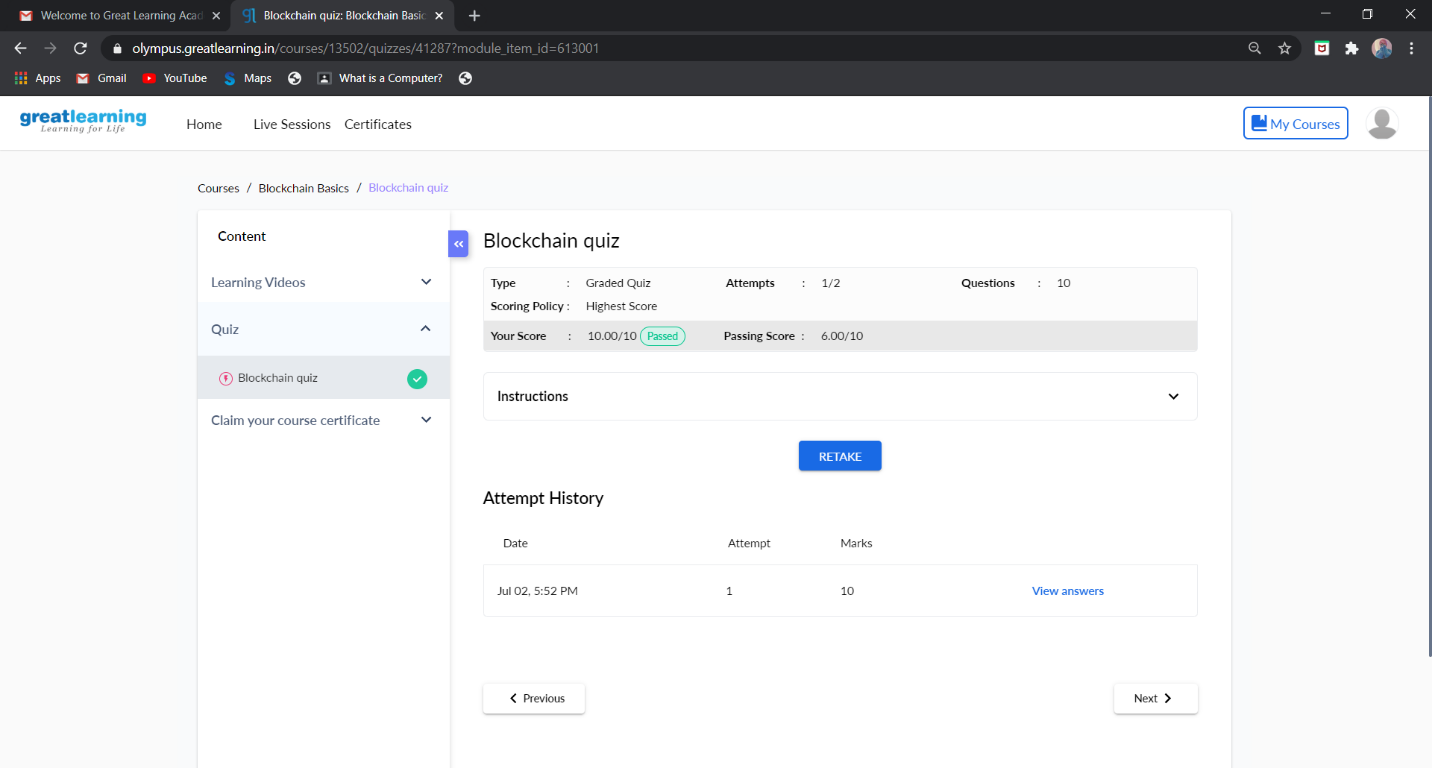 Welcome to Great Learning Acad
Blockchain quiz: Blockchain Basic
olympus.greatlearning.in/courses/13502/quizzes/41287?module_item_id=613001
Apps Gmail YouTube Maps What is a Computer?
greatlearning
Learning for Life
Home Live Sessions Certificates My Courses
Courses / Blockchain Basics / Blockchain quiz
Content
Learning Videos
Quiz
Blockchain quiz
Claim your course certificate
Blockchain quiz
Type : Graded Quiz Attempts : 1/2 Questions : 10
Scoring Policy : Highest Score
Your Score : 10.00/10 Passed Passing Score : 6.00/10
Instructions
RETAKE
Attempt History
Date Attempt Marks
Jul 02, 5:52 PM 1 10 View answers
Previous Next